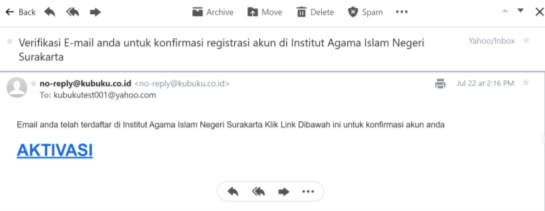 Back Archive Move Delete Spam
Verifikasi E-mail anda untuk konfirmasi registrasi akun di Institut Agama Islam Negeri Yahoo/Inbox
Surakarta
no-reply@kubuku.co.id <no-reply@kubuku.co.id> Jul 22 at 2:16 PM
To: kubukutest001@yahoo.com
Email anda telah terdaftar di Institut Agama Islam Negeri Surakarta Klik Link Dibawah ini untuk konfirmasi akun anda
AKTIVASI